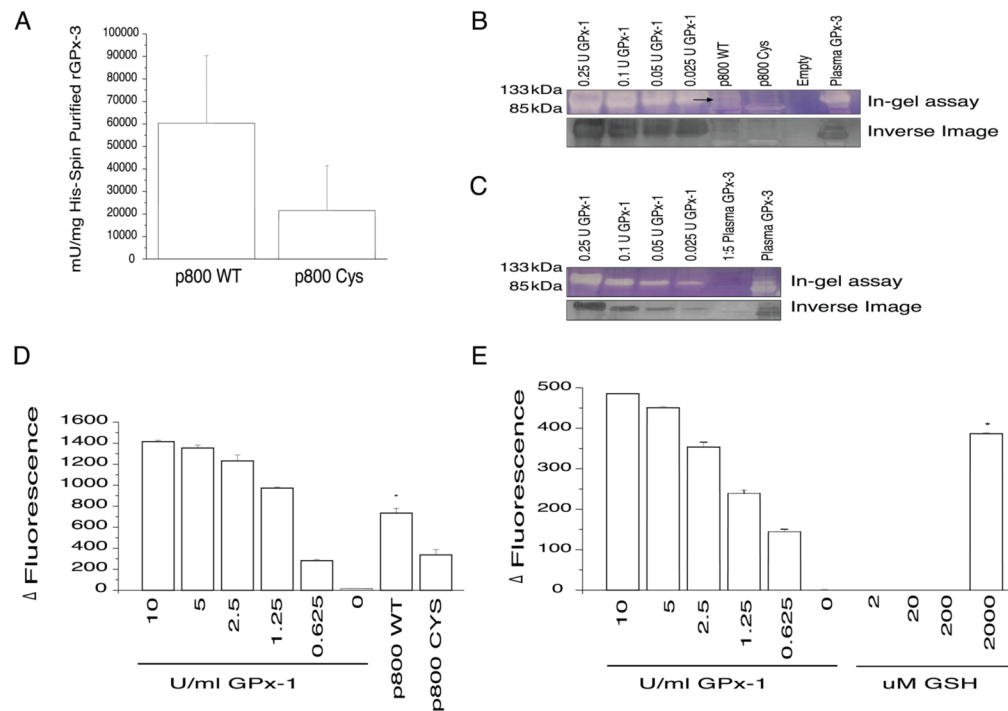 A
mU/mg His-Spin Purified rGPx-3
100000
90000
80000
70000
60000
50000
40000
30000
20000
10000
0
p800 WT
p800 Cys
B
0.25 U GPx-1
0.1 U GPx-1
0.05 U GPx-1
0.025 U GPx-1
p800 WT
p800 Cys
Empty
Plasma GPx-3
133kDa
85kDa
In-gel assay
Inverse Image
C
0.25 U GPx-1
0.1 U GPx-1
0.05 U GPx-1
0.025 U GPx-1
1:5 Plasma GPx-3
Plasma GPx-3
133kDa
85kDa
In-gel assay
Inverse Image
D
Δ Fluorescence
1600
1400
1200
1000
800
600
400
200
0
*
10
5
2.5
1.25
0.625
0
p800 WT
p800 CYS
U/ml GPx-1
E
Δ Fluorescence
500
400
300
200
100
0
*
10
5
2.5
1.25
0.625
0
2
20
200
2000
U/ml GPx-1
uM GSH